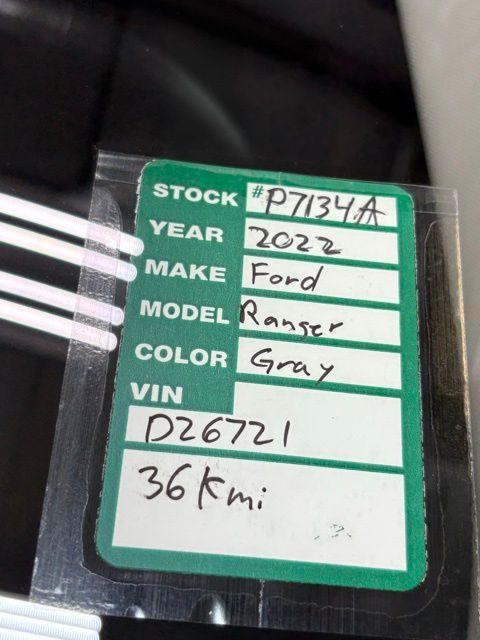 STOCK #P7134A
YEAR 2022
MAKE Ford
MODEL Ranger
COLOR Gray
VIN
D26721
36Kmi